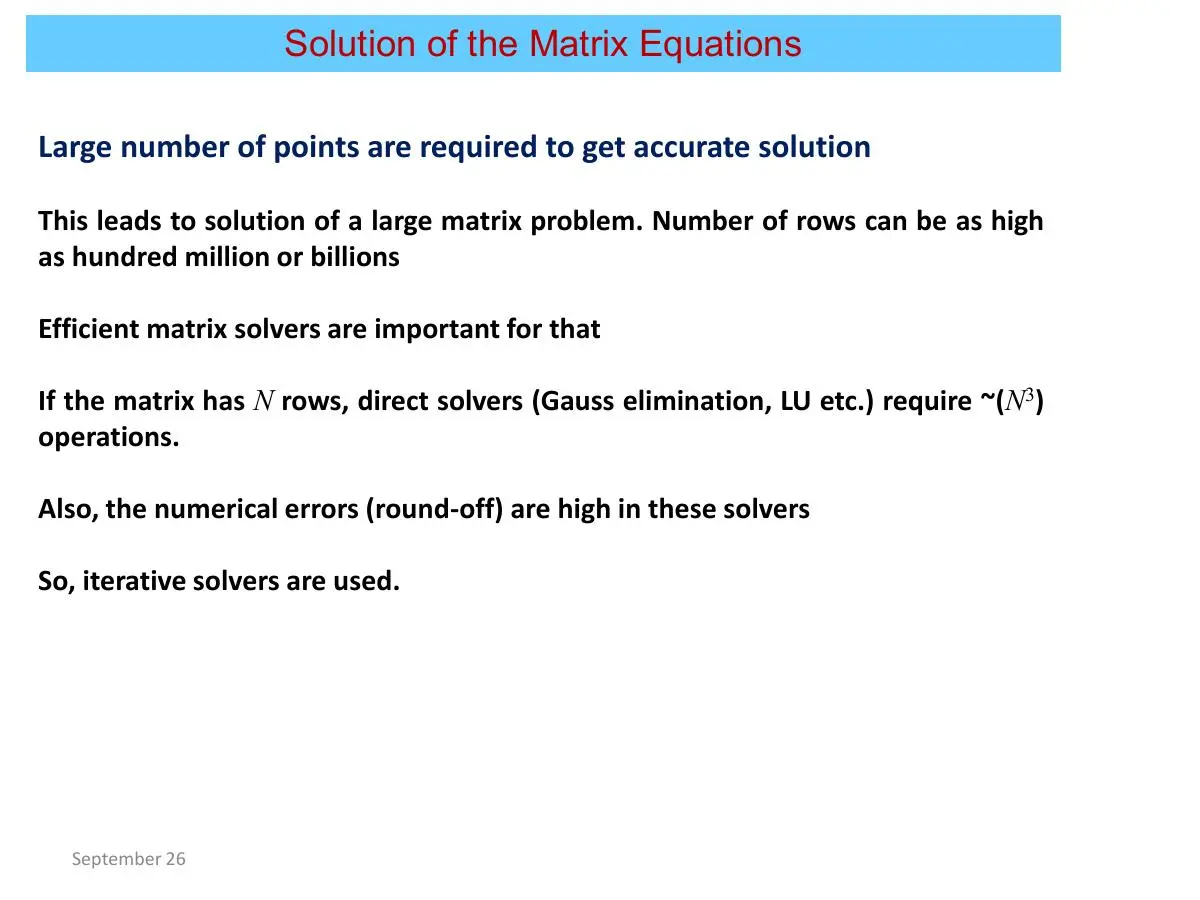 Solution of the Matrix Equations
Large number of points are required to get accurate solution
This leads to solution of a large matrix problem. Number of rows can be as high
as hundred million or billions
Efficient matrix solvers are important for that
If the matrix has N rows, direct solvers (Gauss elimination, LU etc.) require ~(N³)
operations.
Also, the numerical errors (round-off) are high in these solvers
So, iterative solvers are used.
September 26